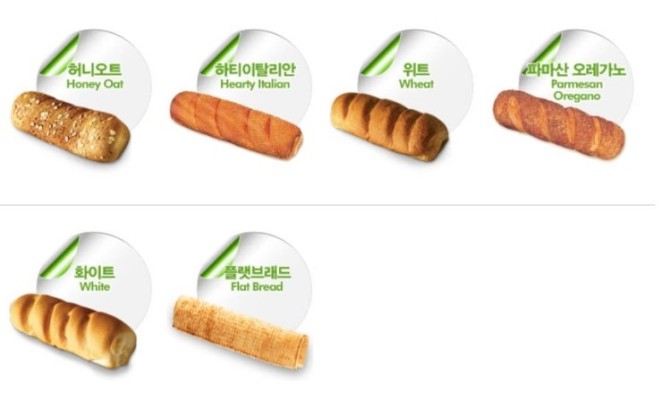 허니오트
Honey Oat
하티이탈리안
Hearty Italian
위트
Wheat
파마산 오레가노
Parmesan
Oregano
화이트
White
플랫브래드
Flat Bread